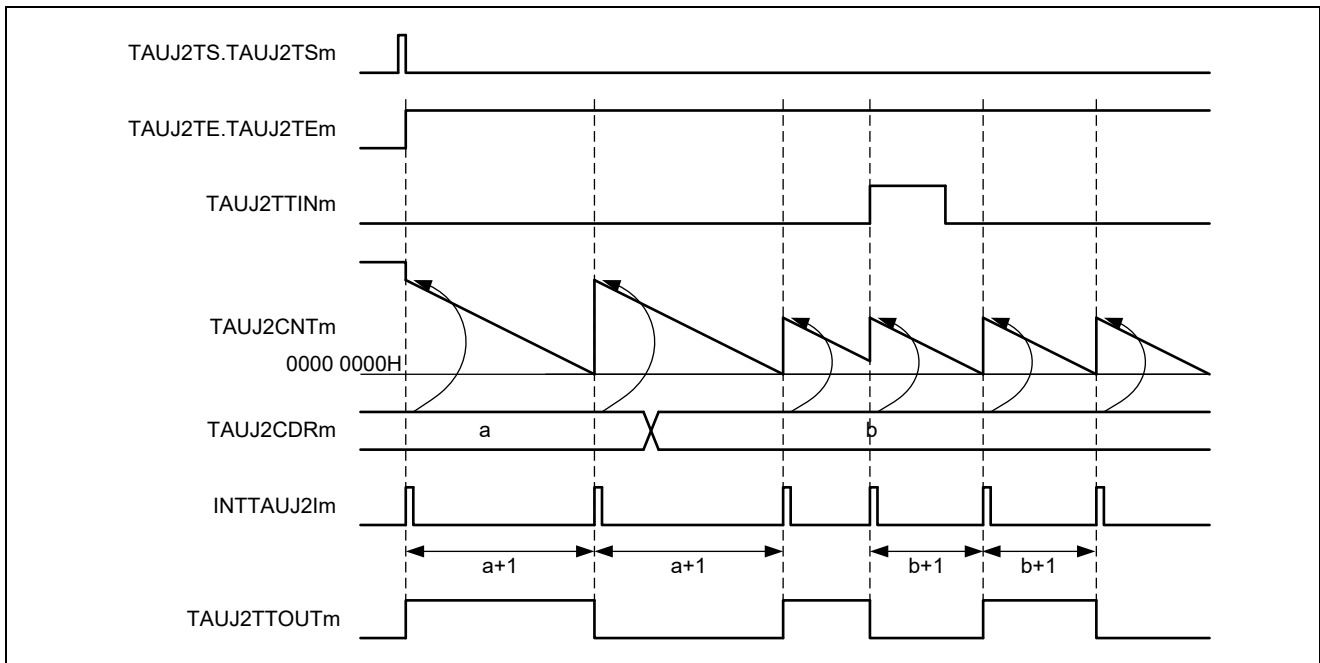 TAUJ2TS.TAUJ2TSm
TAUJ2TE.TAUJ2TEm
TAUJ2TTINm
TAUJ2CNTm
0000 0000H
TAUJ2CDRm
a
b
INTTAUJ2Im
a+1
a+1
b+1
b+1
TAUJ2TTOUTm